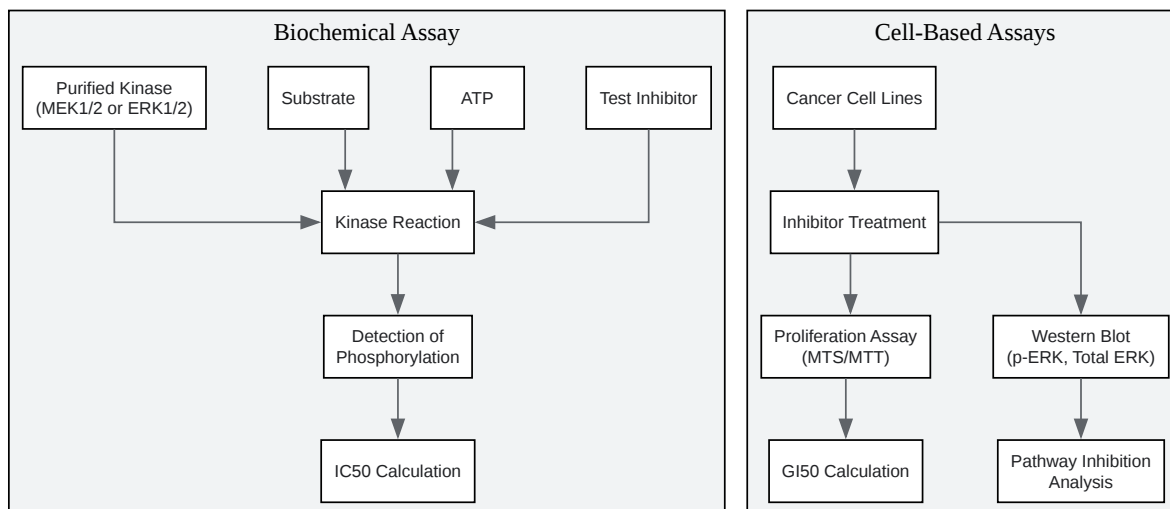 Biochemical Assay
Purified Kinase
(MEK1/2 or ERK1/2)
Substrate
ATP
Test Inhibitor
Kinase Reaction
Detection of
Phosphorylation
IC50 Calculation
Cell-Based Assays
Cancer Cell Lines
Inhibitor Treatment
Proliferation Assay
(MTS/MTT)
Western Blot
(p-ERK, Total ERK)
GI50 Calculation
Pathway Inhibition
Analysis